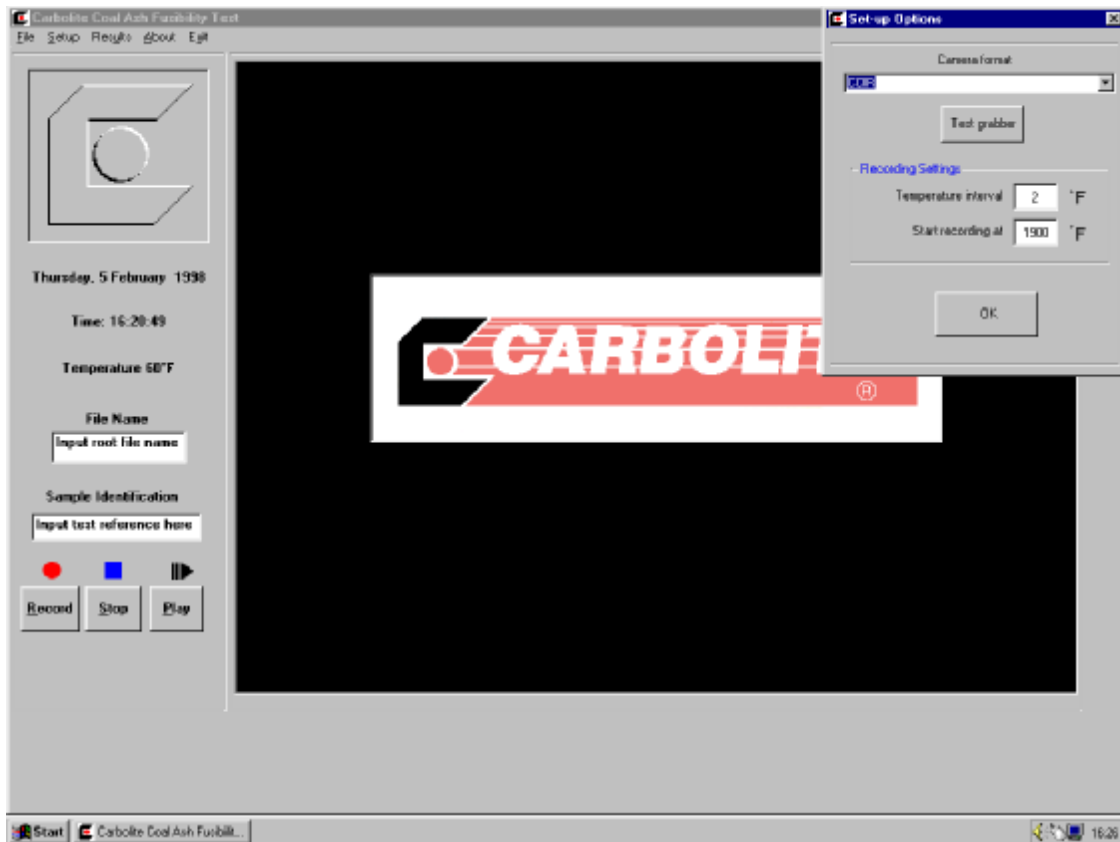 Carbolite Coal Ash Fusibility Test
File Setup Results About Exit
Thursday, 5 February 1998
Time: 16:20:49
Temperature 60°F
File Name
Input root file name
Sample Identification
Input test reference here
Record Stop Play
CARBOLIT
®
Set-up Options
Camera format
CCIR
Test grabber
Recording Settings
Temperature interval 2 °F
Start recording at 1900 °F
OK
Start Carbolite Coal Ash Fusibilit... 16:26